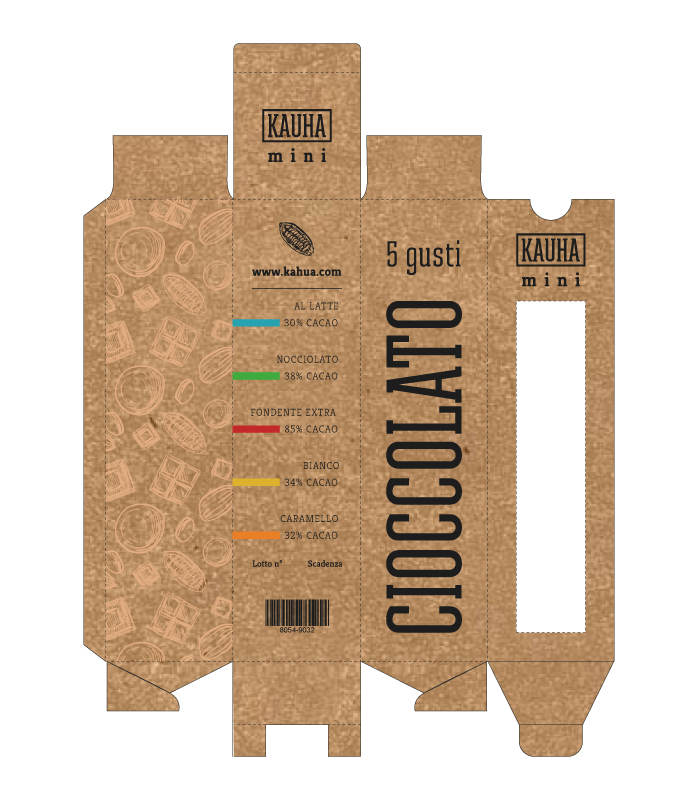 KAUHA
mini
www.kahua.com
AL LATTE
30% CACAO
NOCCIOLATO
38% CACAO
FONDENTE EXTRA
85% CACAO
BIANCO
34% CACAO
CARAMELLO
32% CACAO
Lotto n° Scadenza
8054-9032
5 gusti
CIOCCOLATO
KAUHA
mini